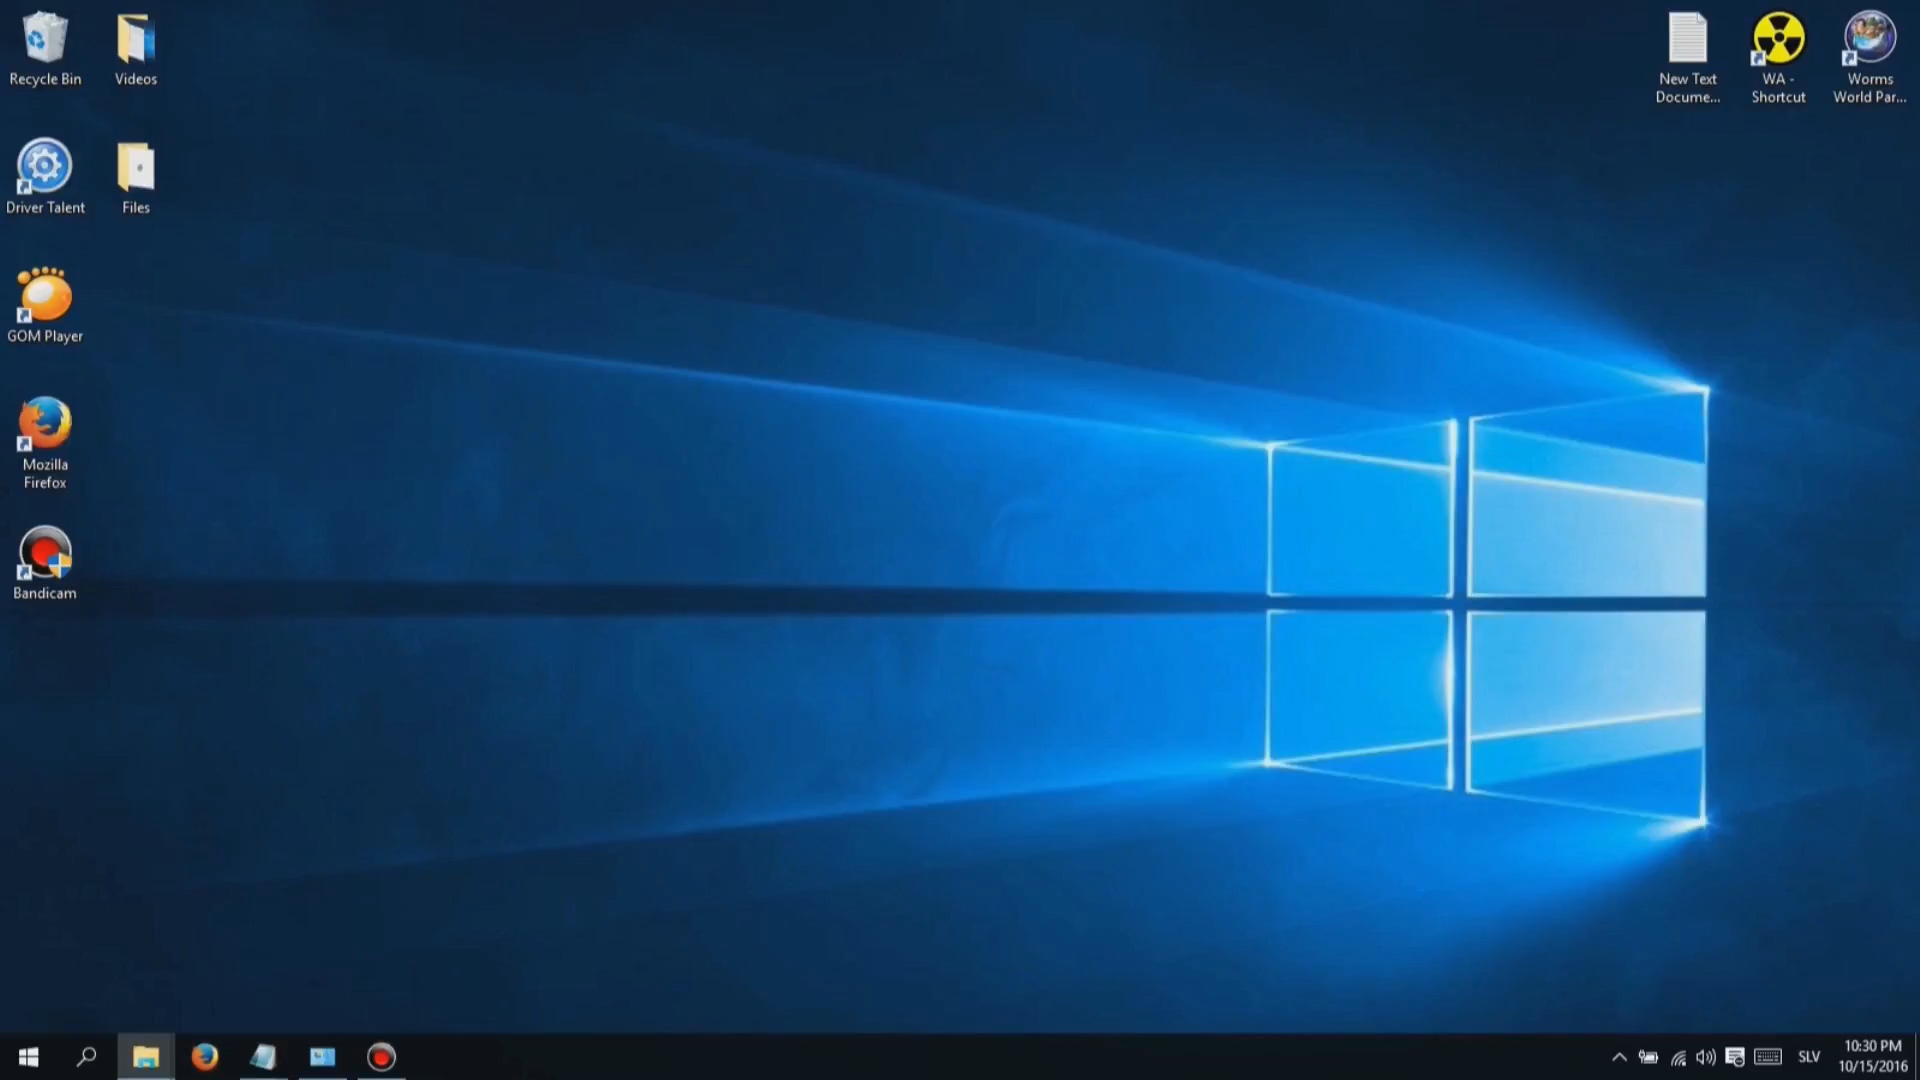 Recycle Bin
Videos
New Text
Docume...
WA -
Shortcut
Worms
World Par...
Driver Talent
Files
GOM Player
Mozilla
Firefox
Bandicam
SLV
10:30 PM
10/15/2016